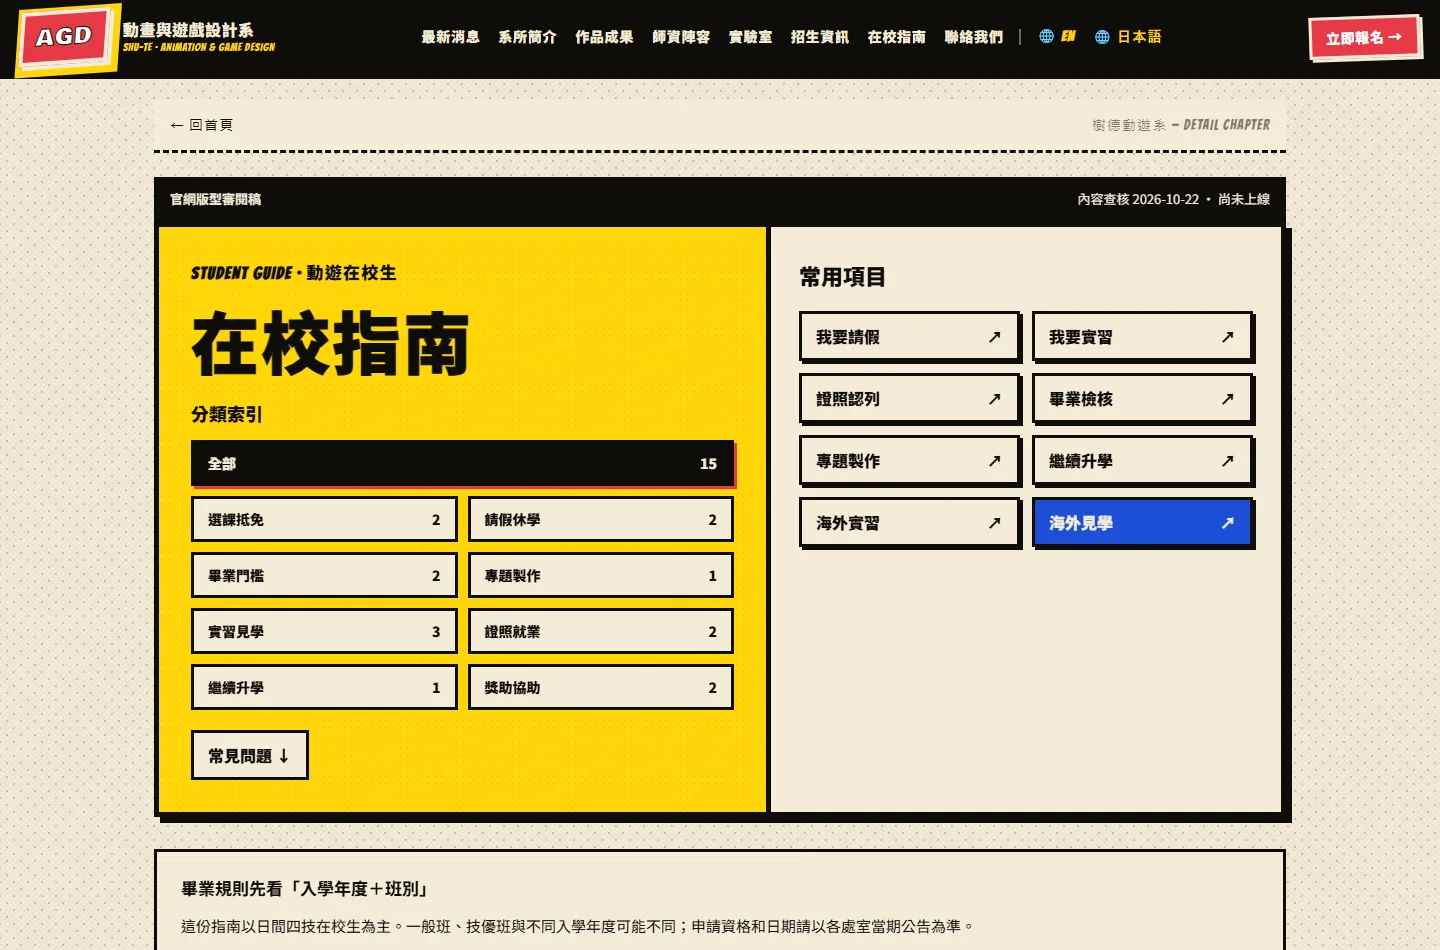 AGD
動畫與遊戲設計系
SHU-TE · ANIMATION & GAME DESIGN
最新消息 系所簡介 作品成果 師資陣容 實驗室 招生資訊 在校指南 聯絡我們 | EN 日本語
立即報名 →
← 回首頁
樹德動遊系 — DETAIL CHAPTER
官網版型審閱稿
內容查核 2026-10-22 · 尚未上線
STUDENT GUIDE · 動遊在校生
在校指南
分類索引
全部 15
選課抵免 2
請假休學 2
畢業門檻 2
專題製作 1
實習見學 3
證照就業 2
繼續升學 1
獎助協助 2
常見問題 ↓
常用項目
我要請假 ↗
我要實習 ↗
證照認列 ↗
畢業檢核 ↗
專題製作 ↗
繼續升學 ↗
海外實習 ↗
海外見學 ↗
畢業規則先看「入學年度＋班別」
這份指南以日間四技在校生為主。一般班、技優班與不同入學年度可能不同；申請資格和日期請以各處室當期公告為準。